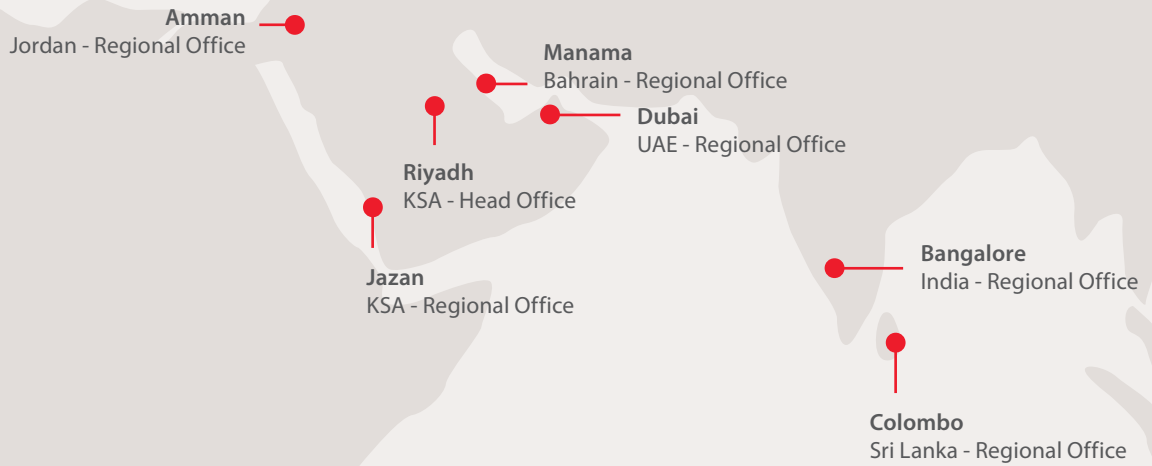 Amman
Jordan - Regional Office
Manama
Bahrain - Regional Office
Dubai
UAE - Regional Office
Riyadh
KSA - Head Office
Jazan
KSA - Regional Office
Bangalore
India - Regional Office
Colombo
Sri Lanka - Regional Office